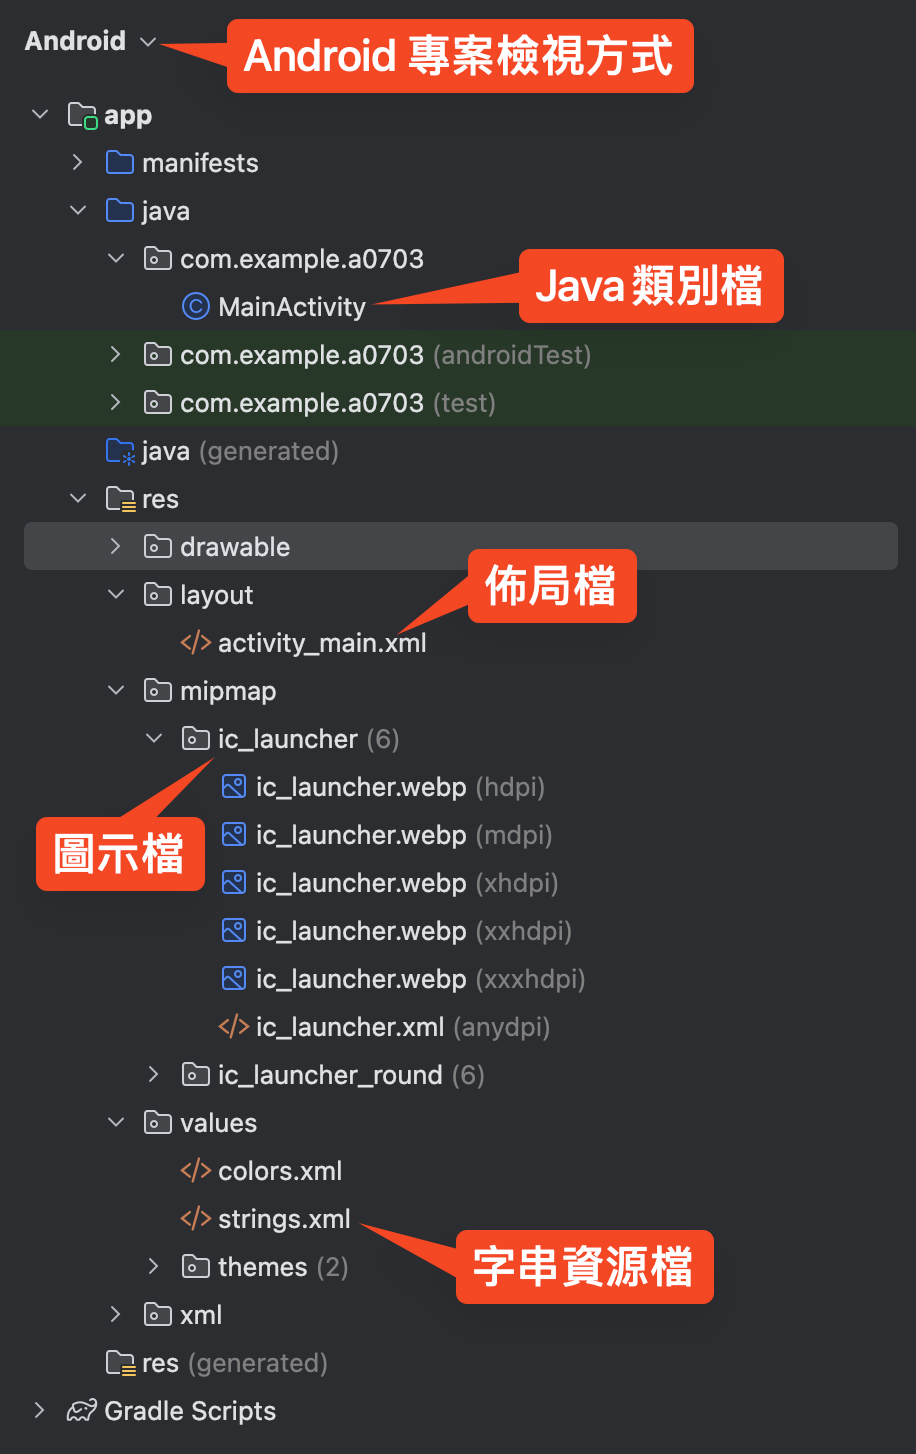 Android
Android 專案檢視方式
app
manifests
java
com.example.a0703
MainActivity
Java 類別檔
com.example.a0703 (androidTest)
com.example.a0703 (test)
java (generated)
res
drawable
layout
佈局檔
activity_main.xml
mipmap
ic_launcher (6)
圖示檔
ic_launcher.webp (hdpi)
ic_launcher.webp (mdpi)
ic_launcher.webp (xhdpi)
ic_launcher.webp (xxhdpi)
ic_launcher.webp (xxxhdpi)
ic_launcher.xml (anydpi)
ic_launcher_round (6)
values
colors.xml
strings.xml
字串資源檔
themes (2)
xml
res (generated)
Gradle Scripts